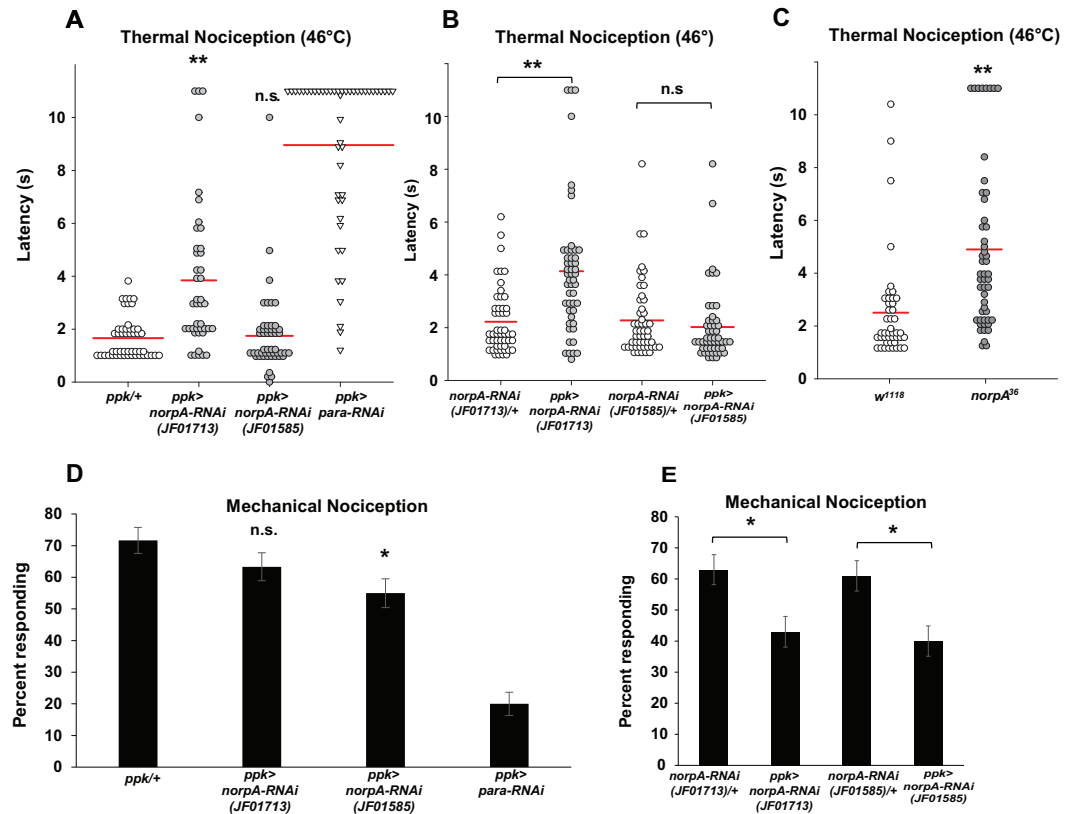 A
Thermal Nociception (46°C)
**
n.s.
Latency (s)
10
8
6
4
2
0
ppk/+
ppk>
norpA-RNAi
(JF01713)
ppk>
norpA-RNAi
(JF01585)
ppk>
para-RNAi
B
Thermal Nociception (46°)
**
n.s
Latency (s)
10
8
6
4
2
0
norpA-RNAi
(JF01713)/+
ppk>
norpA-RNAi
(JF01713)
norpA-RNAi
(JF01585)/+
ppk>
norpA-RNAi
(JF01585)
C
Thermal Nociception (46°C)
**
Latency (s)
12
10
8
6
4
2
0
w¹¹¹⁸
norpA³⁶
D
Mechanical Nociception
n.s.
*
Percent responding
80
70
60
50
40
30
20
10
0
ppk/+
ppk>
norpA-RNAi
(JF01713)
ppk>
norpA-RNAi
(JF01585)
ppk>
para-RNAi
E
Mechanical Nociception
*
*
Percent responding
80
70
60
50
40
30
20
10
0
norpA-RNAi
(JF01713)/+
ppk>
norpA-RNAi
(JF01713)
norpA-RNAi
(JF01585)/+
ppk>
norpA-RNAi
(JF01585)